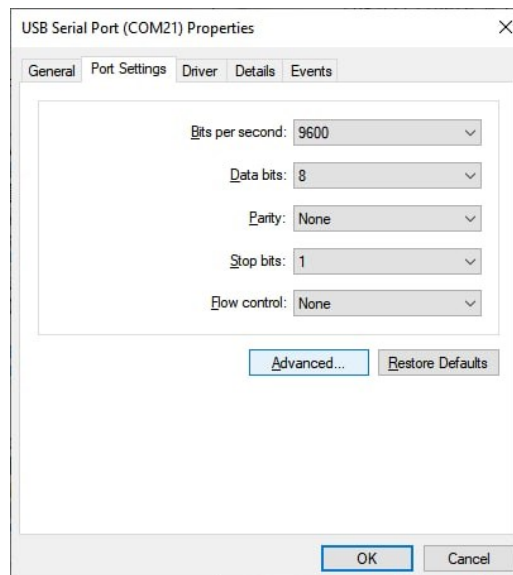 USB Serial Port (COM21) Properties
General Port Settings Driver Details Events
Bits per second: 9600
Data bits: 8
Parity: None
Stop bits: 1
Flow control: None
Advanced... Restore Defaults
OK Cancel